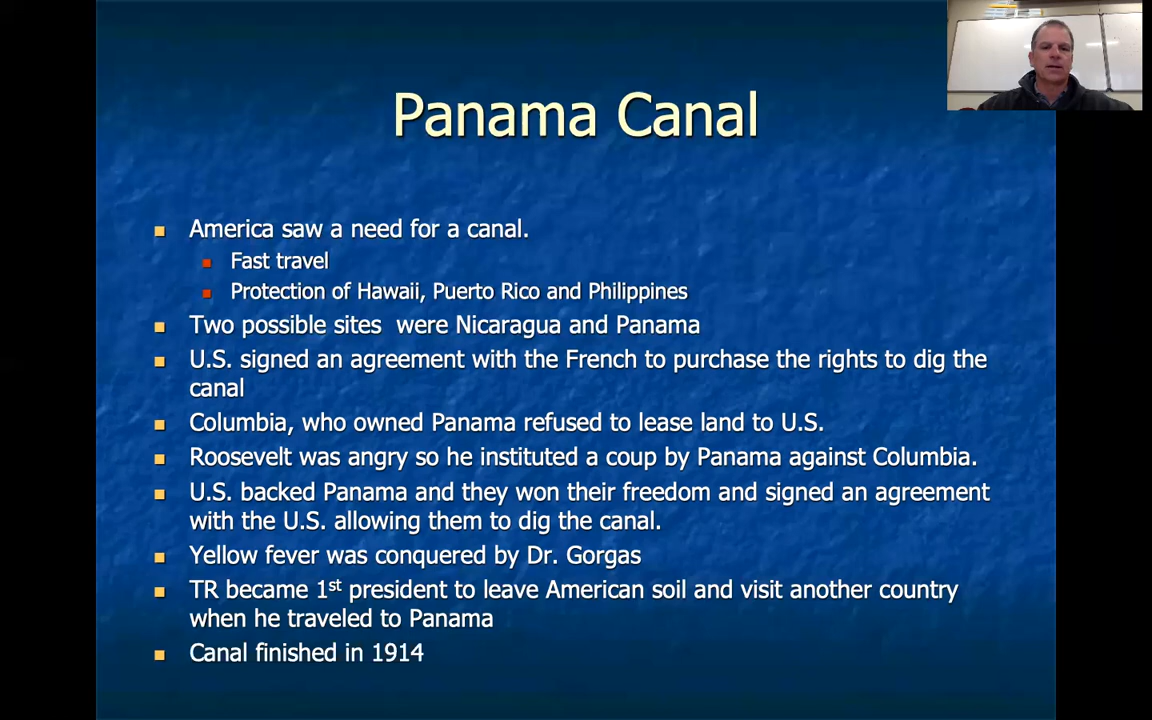 Panama Canal
America saw a need for a canal.
Fast travel
Protection of Hawaii, Puerto Rico and Philippines
Two possible sites were Nicaragua and Panama
U.S. signed an agreement with the French to purchase the rights to dig the
canal
Columbia, who owned Panama refused to lease land to U.S.
Roosevelt was angry so he instituted a coup by Panama against Columbia.
U.S. backed Panama and they won their freedom and signed an agreement
with the U.S. allowing them to dig the canal.
Yellow fever was conquered by Dr. Gorgas
TR became 1st president to leave American soil and visit another country
when he traveled to Panama
Canal finished in 1914